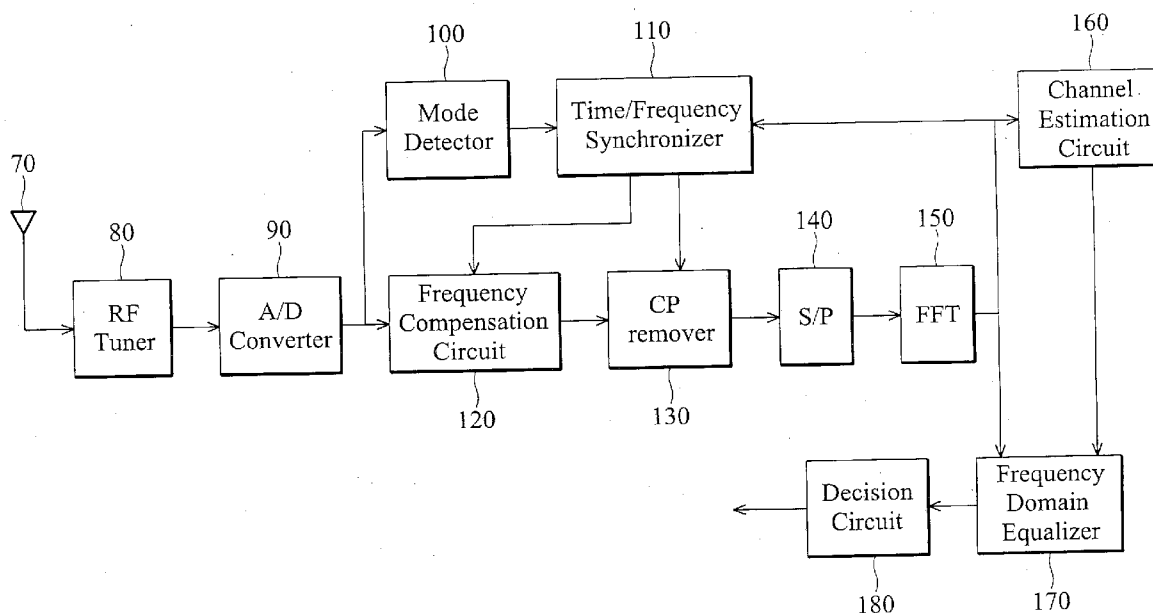 100
110
160
Mode
Detector
Time/Frequency
Synchronizer
Channel
Estimation
Circuit
70
80
90
140
150
RF
Tuner
A/D
Converter
Frequency
Compensation
Circuit
CP
remover
S/P
FFT
120
130
Decision
Circuit
Frequency
Domain
Equalizer
180
170